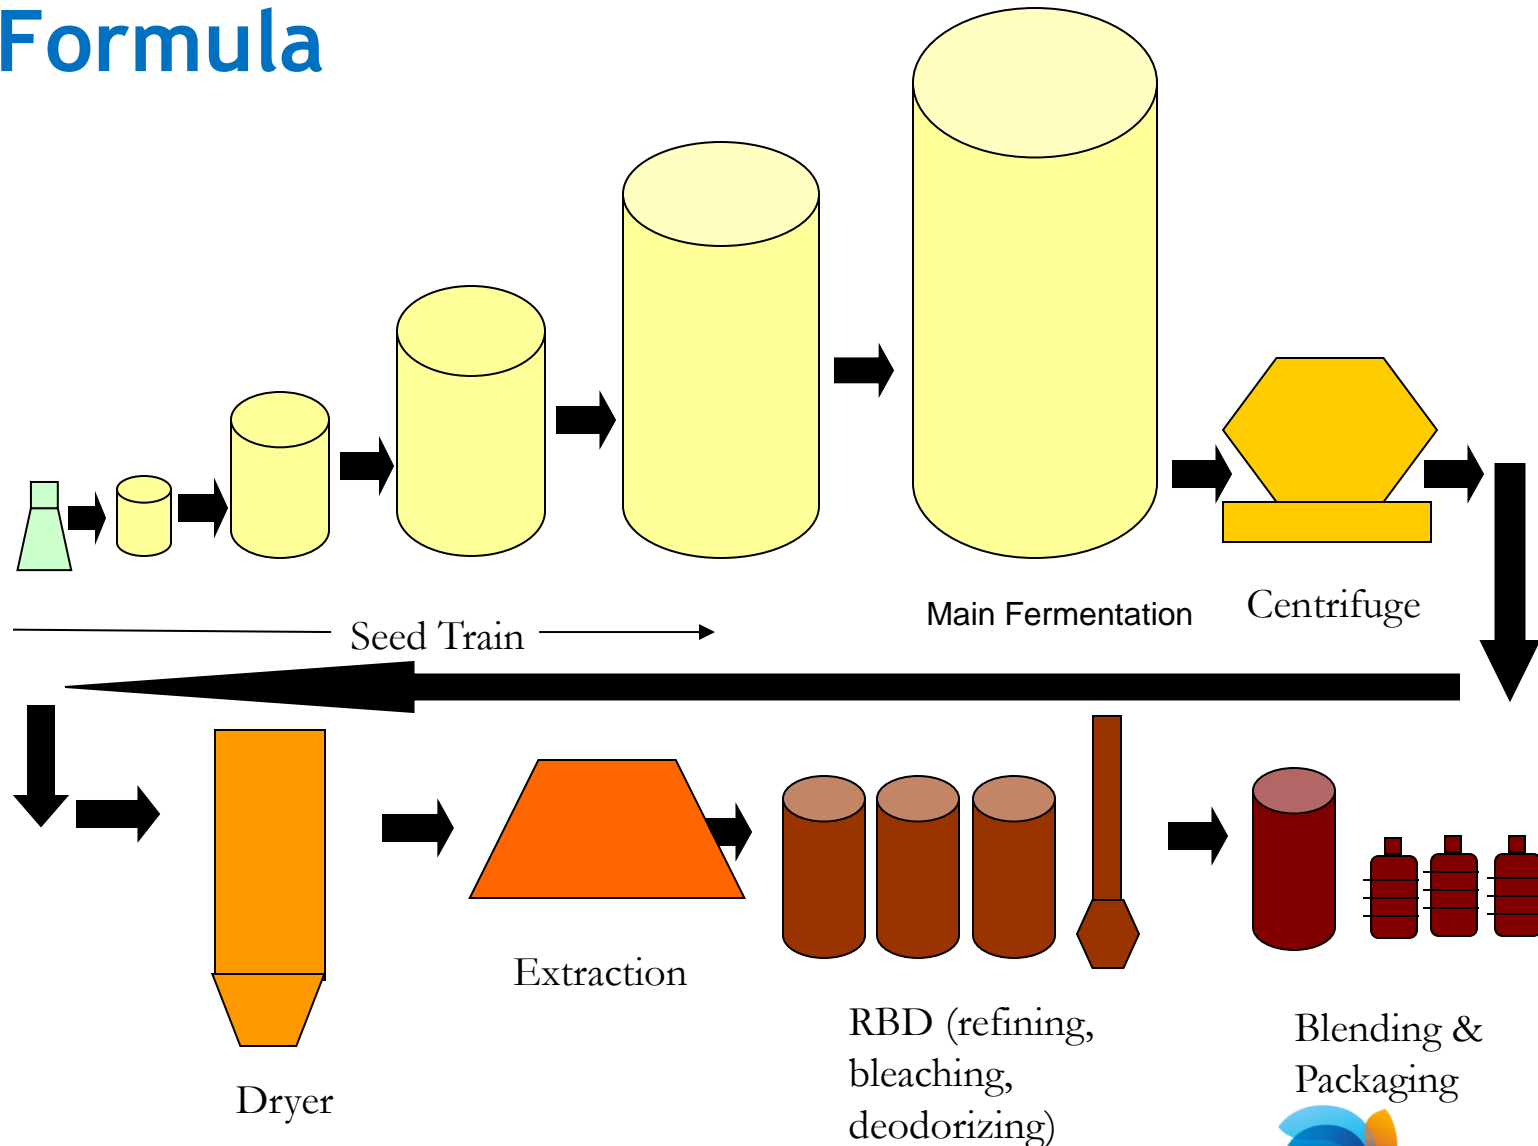 Formula
Main Fermentation
Centrifuge
Seed Train
Extraction
Dryer
RBD (refining,
bleaching,
deodorizing)
Blending &
Packaging